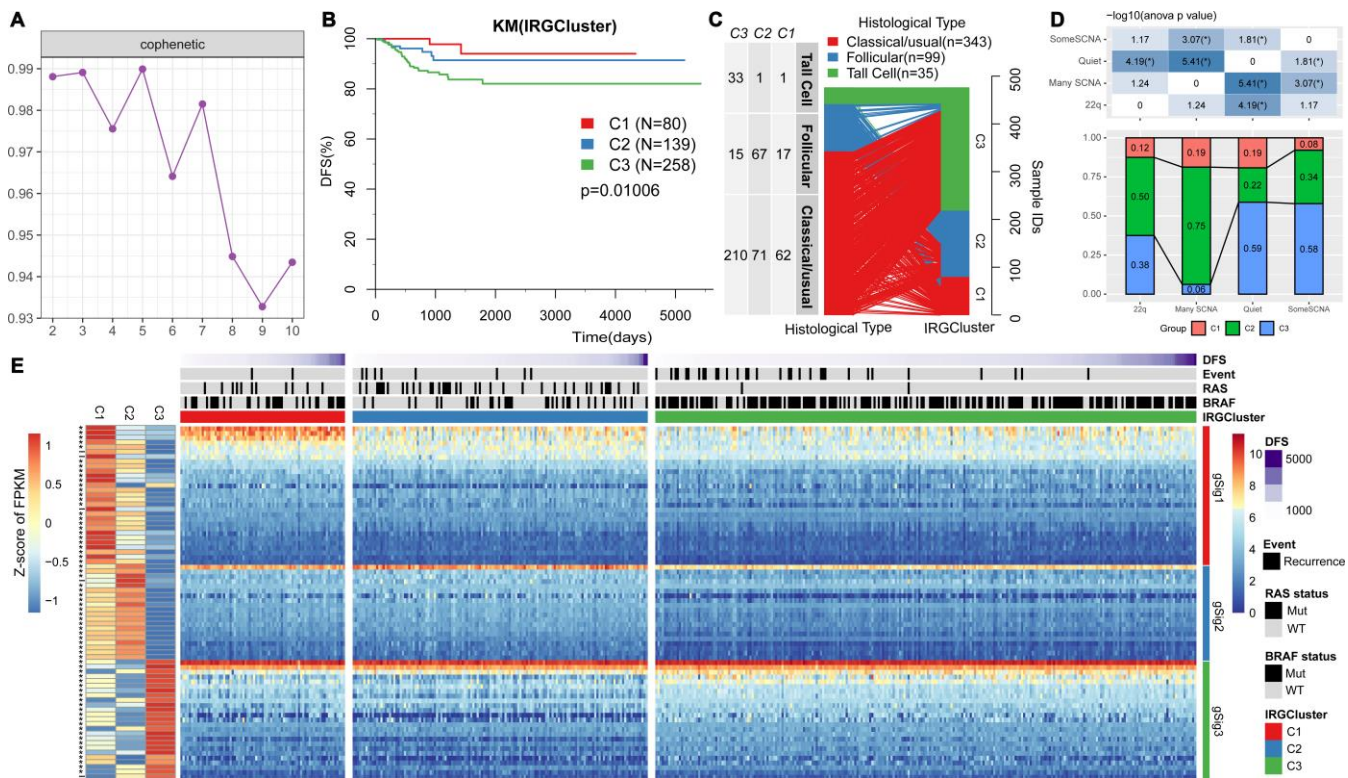 A
cophenetic
0.99
0.98
0.97
0.96
0.95
0.94
0.93
2 3 4 5 6 7 8 9 10
B
KM(IRGCluster)
DFS(%)
100
80
60
40
20
0
C1 (N=80)
C2 (N=139)
C3 (N=258)
p=0.01006
0 1000 2000 3000 4000 5000
Time(days)
C
Histological Type
Classical/usual(n=343)
Follicular(n=99)
Tall Cell(n=35)
C3 C2 C1
33 1 1 Tall Cell
15 67 17 Follicular
210 71 62 Classical/usual
C3
C2
C1
500
400
300
200
100
0
Sample IDs
Histological Type IRGCluster
D
−log10(anova p value)
SomeSCNA 1.17 3.07(*) 1.81(*) 0
Quiet 4.19(*) 5.41(*) 0 1.81(*)
Many SCNA 1.24 0 5.41(*) 3.07(*)
22q 0 1.24 4.19(*) 1.17
1.00
0.75
0.50
0.25
0.00
0.12 0.19 0.19 0.08
0.50 0.75 0.22 0.34
0.38 0.06 0.59 0.58
22q Many SCNA Quiet SomeSCNA
Group C1 C2 C3
E
DFS
Event
RAS
BRAF
IRGCluster
C1 C2 C3
Z−score of FPKM
1
0.5
0
−0.5
−1
gSig1
gSig2
gSig3
10
8
6
4
2
0
DFS
5000
1000
Event
Recurrence
RAS status
Mut
WT
BRAF status
Mut
WT
IRGCluster
C1
C2
C3